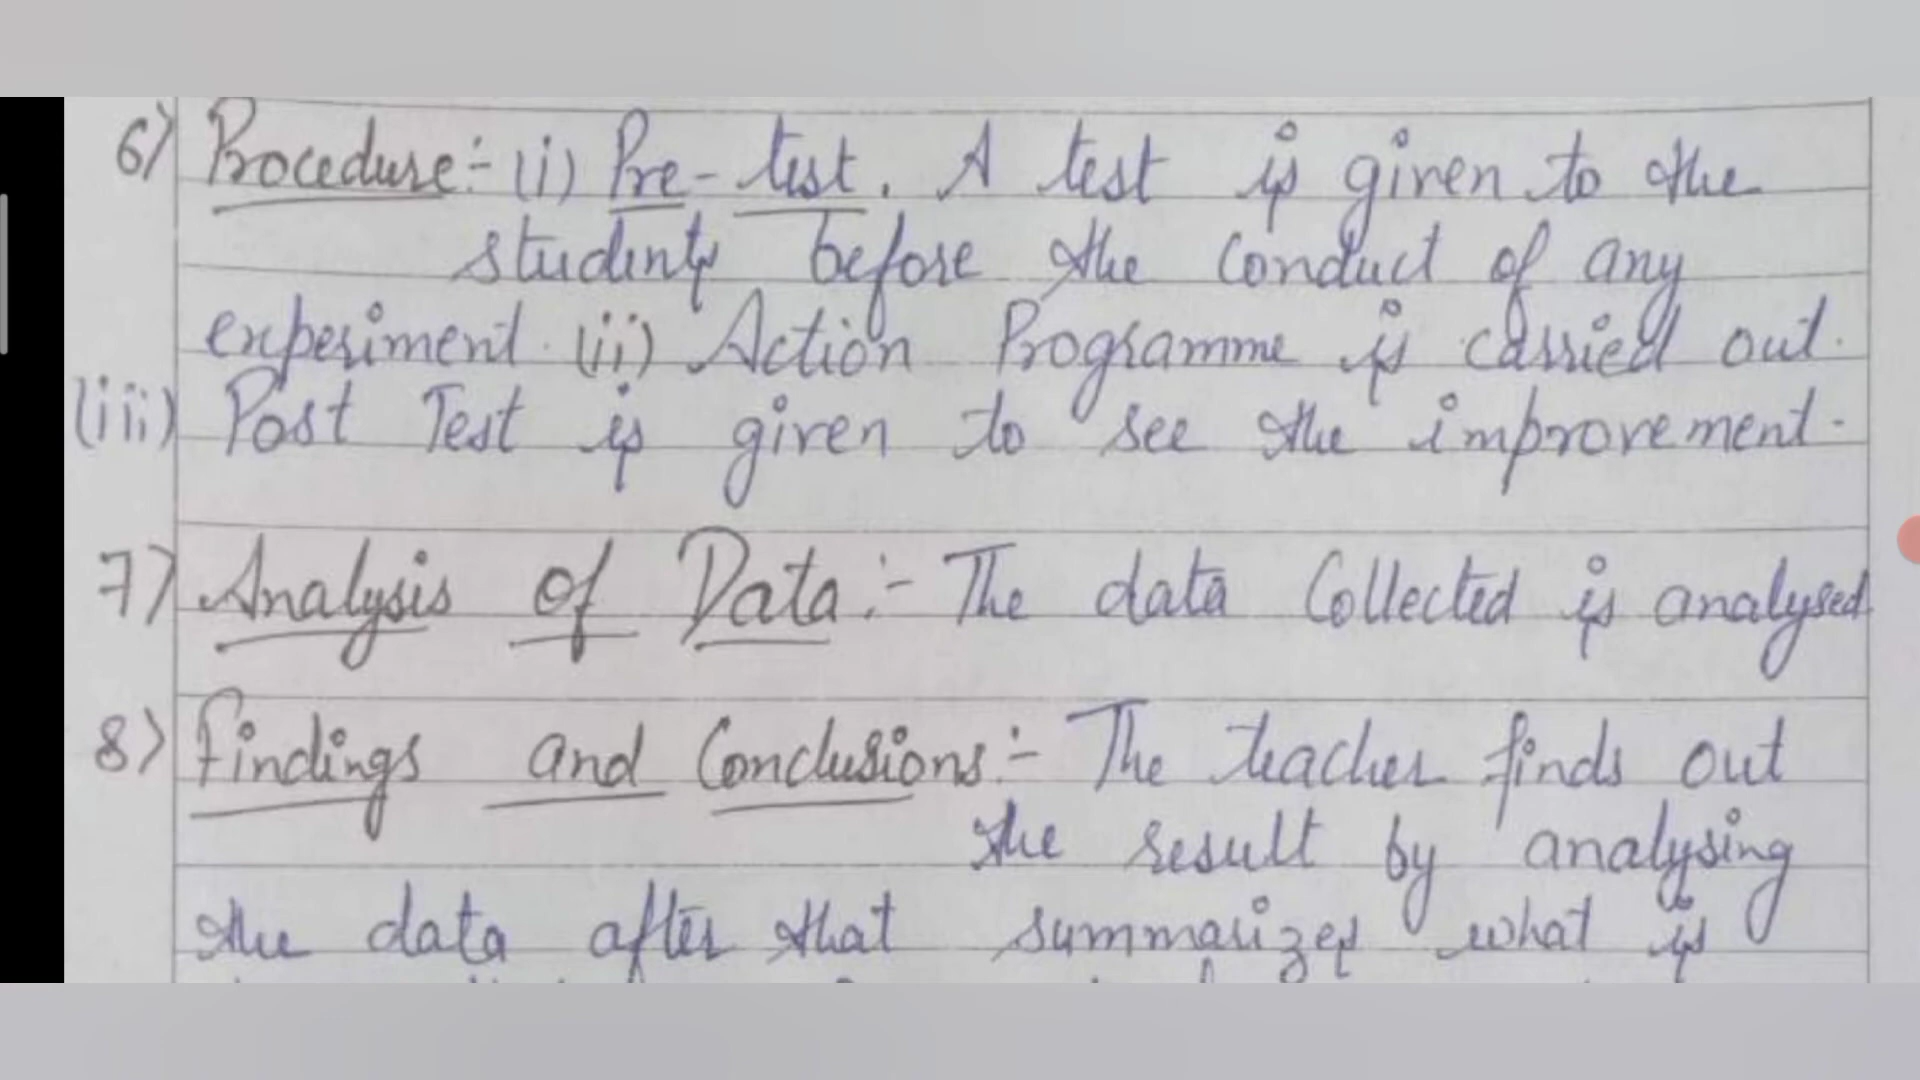 6) Procedure:- (i) Pre-test. A test is given to the
students before the conduct of any
experiment. (ii) Action Programme is carried out.
(iii) Post Test is given to see the improvement.
7) Analysis of Data:- The data Collected is analysed
8) Findings and Conclusions:- The teacher finds out
the result by analysing
the data after that summarizes what is